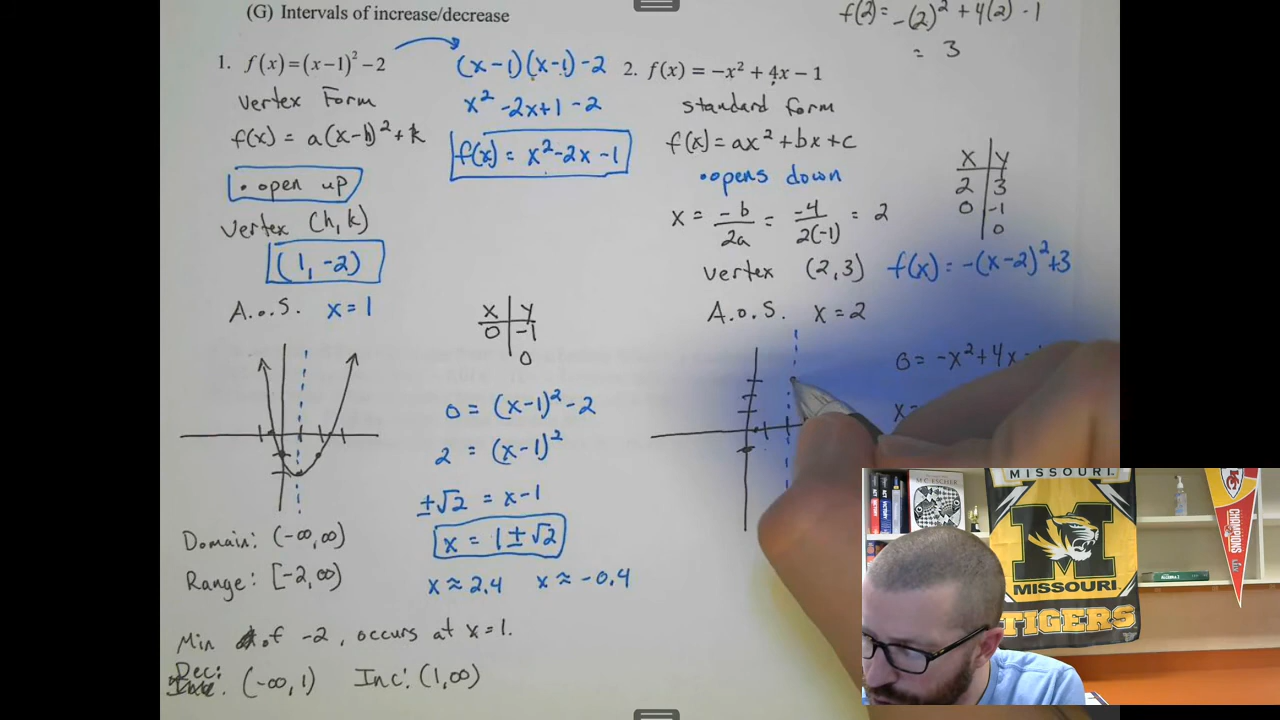 (G) Intervals of increase/decrease
f(2) = -(2)² + 4(2) - 1
= 3
1. f(x) = (x-1)² - 2
(x-1)(x-1) - 2
Vertex Form
x² - 2x + 1 - 2
f(x) = a(x-h)² + k
f(x) = x² - 2x - 1
• open up
Vertex (h, k)
(1, -2)
A.o.S. x = 1
x y
0 -1
0
0 = (x-1)² - 2
2 = (x-1)²
±√2 = x - 1
x = 1 ± √2
x ≈ 2.4 x ≈ -0.4
Domain: (-∞, ∞)
Range: [-2, ∞)
Min of -2, occurs at x = 1.
Dec: (-∞, 1) Inc: (1, ∞)
2. f(x) = -x² + 4x - 1
standard form
f(x) = ax² + bx + c
• opens down
x = -b/2a = -4/2(-1) = 2
x y
2 3
0 -1
0
vertex (2, 3) f(x) = -(x-2)² + 3
A.o.S. x = 2
0 = -x² + 4x
x =
MISSOURI
M
MISSOURI
TIGERS
M.C. ESCHER
KC
CHAMPIONS
LIV